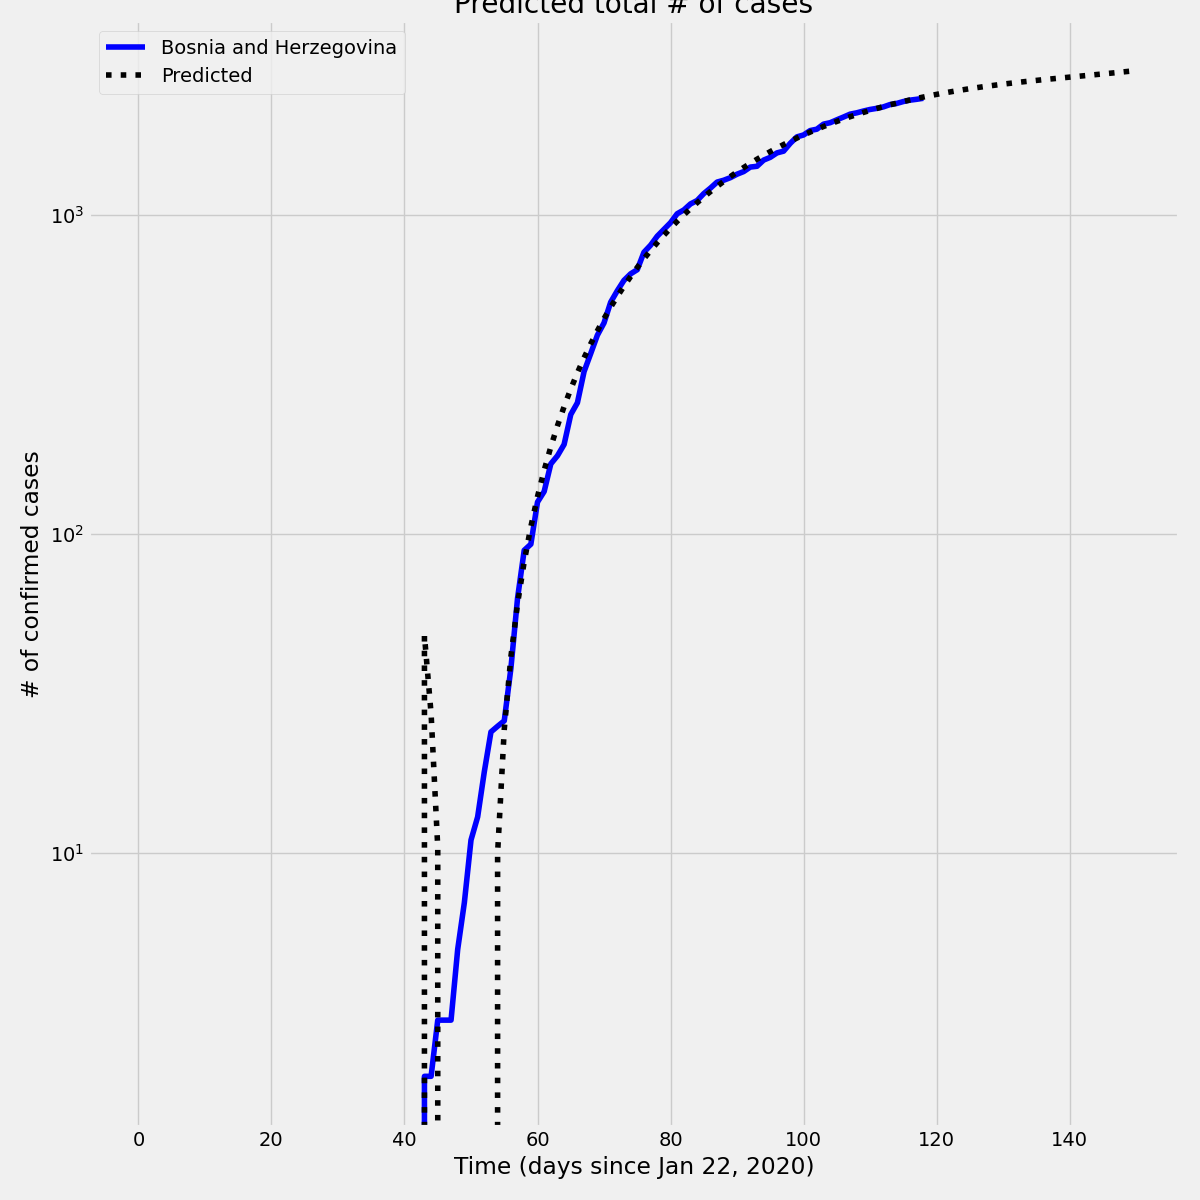 Predicted total # of cases
Bosnia and Herzegovina
Predicted
# of confirmed cases
10³
10²
10¹
0 20 40 60 80 100 120 140
Time (days since Jan 22, 2020)